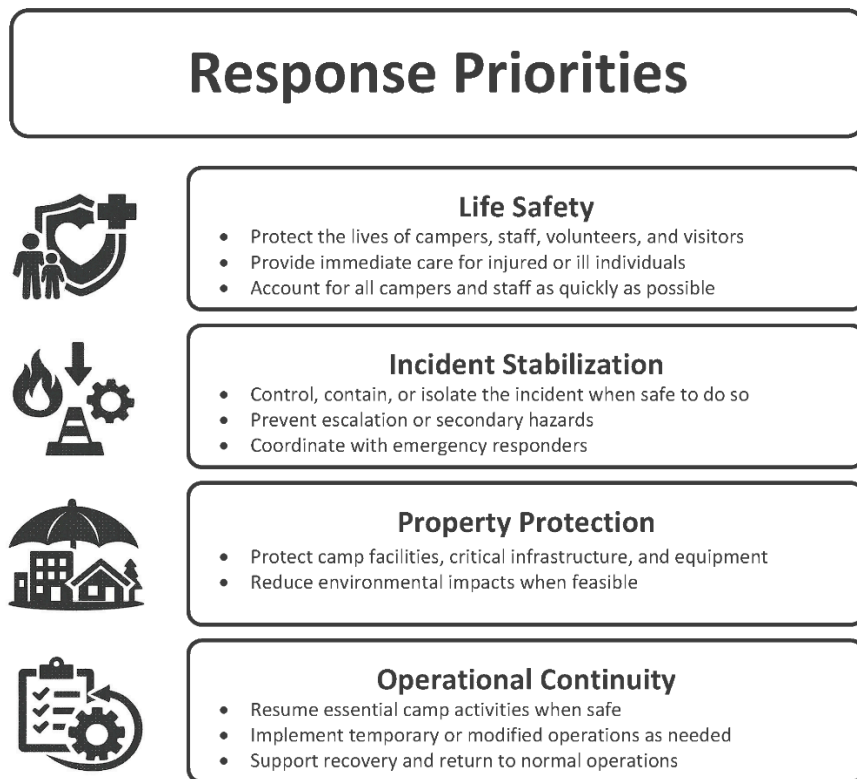 Response Priorities
Life Safety
• Protect the lives of campers, staff, volunteers, and visitors
• Provide immediate care for injured or ill individuals
• Account for all campers and staff as quickly as possible
Incident Stabilization
• Control, contain, or isolate the incident when safe to do so
• Prevent escalation or secondary hazards
• Coordinate with emergency responders
Property Protection
• Protect camp facilities, critical infrastructure, and equipment
• Reduce environmental impacts when feasible
Operational Continuity
• Resume essential camp activities when safe
• Implement temporary or modified operations as needed
• Support recovery and return to normal operations